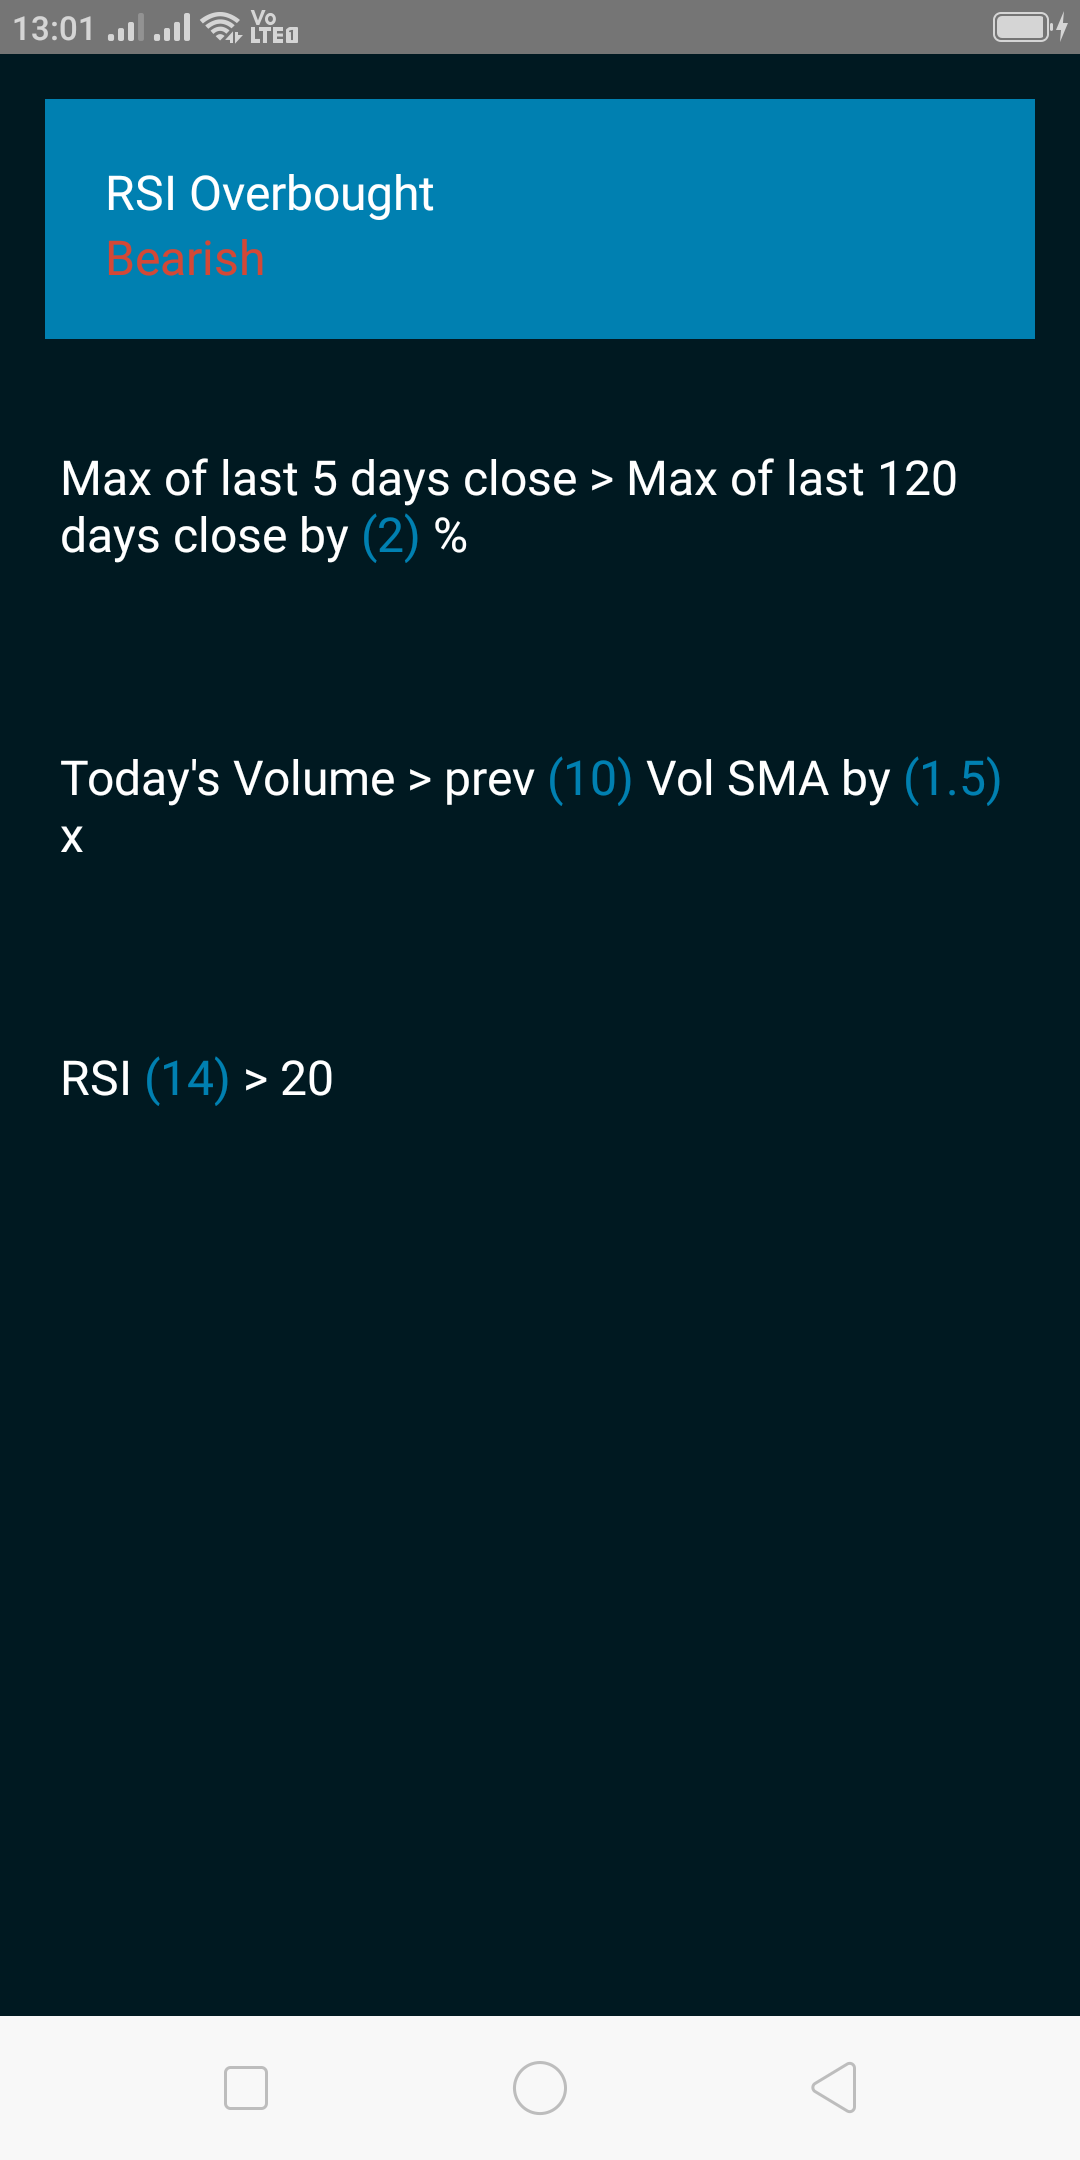 13:01 Vo LTE 1
RSI Overbought
Bearish
Max of last 5 days close > Max of last 120
days close by (2) %
Today's Volume > prev (10) Vol SMA by (1.5)
x
RSI (14) > 20